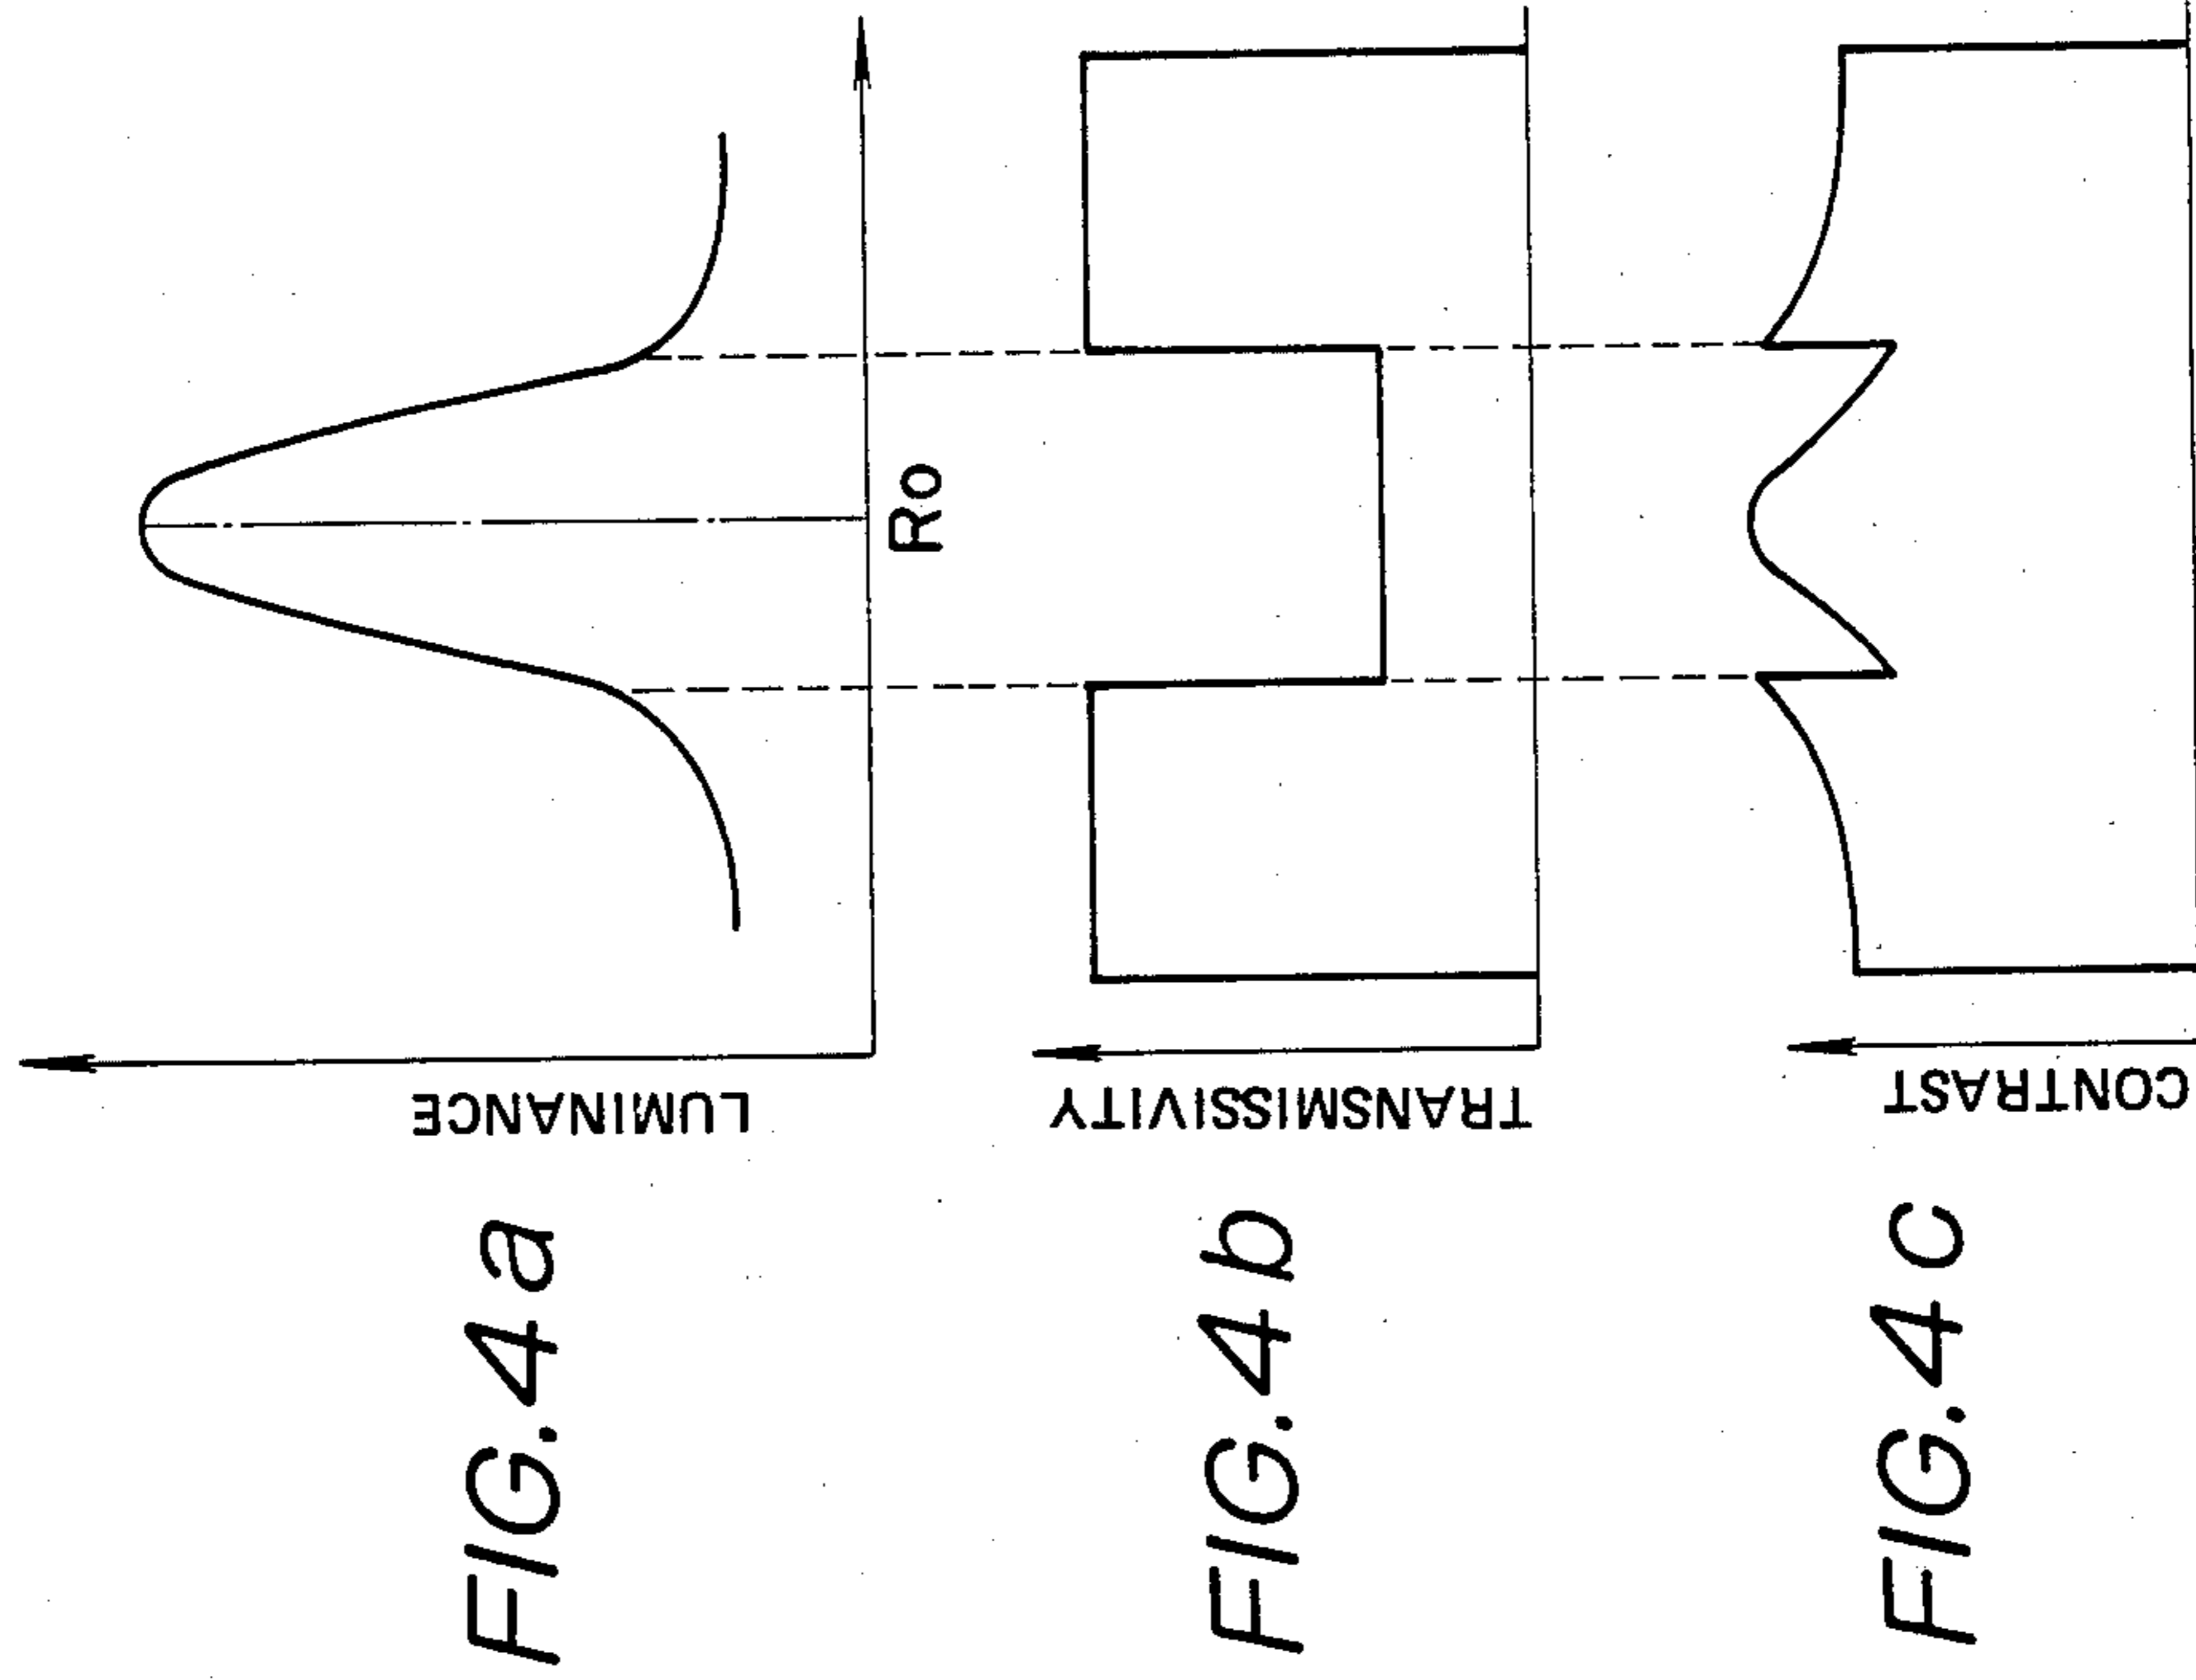 FIG.4a
LUMINANCE
Ro
FIG.4b
TRANSMISSIVITY
FIG.4c
CONTRAST